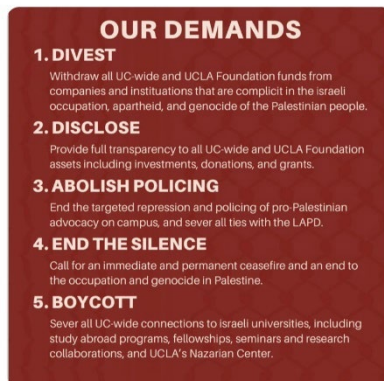 OUR DEMANDS
1. DIVEST
Withdraw all UC-wide and UCLA Foundation funds from
companies and instituations that are complicit in the israeli
occupation, apartheid, and genocide of the Palestinian people.
2. DISCLOSE
Provide full transparency to all UC-wide and UCLA Foundation
assets including investments, donations, and grants.
3. ABOLISH POLICING
End the targeted repression and policing of pro-Palestinian
advocacy on campus, and sever all ties with the LAPD.
4. END THE SILENCE
Call for an immediate and permanent ceasefire and an end to
the occupation and genocide in Palestine.
5. BOYCOTT
Sever all UC-wide connections to israeli universities, including
study abroad programs, fellowships, seminars and research
collaborations, and UCLA's Nazarian Center.